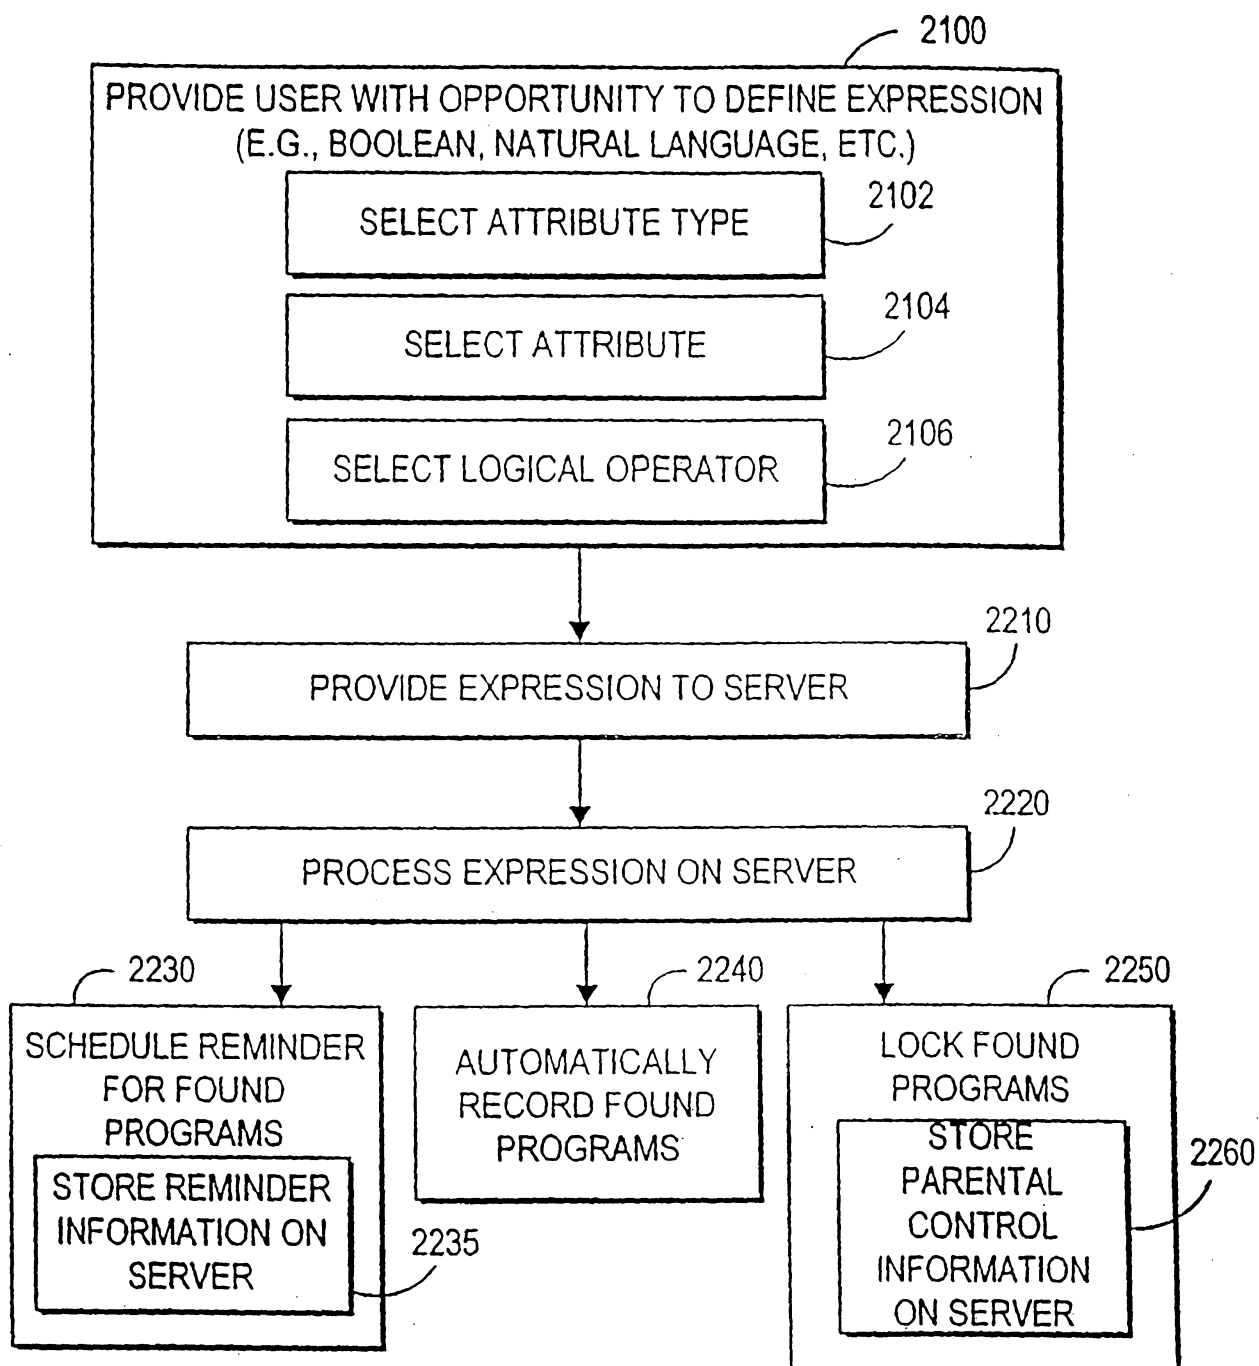 2100
PROVIDE USER WITH OPPORTUNITY TO DEFINE EXPRESSION
(E.G., BOOLEAN, NATURAL LANGUAGE, ETC.)
SELECT ATTRIBUTE TYPE
2102
SELECT ATTRIBUTE
2104
SELECT LOGICAL OPERATOR
2106
PROVIDE EXPRESSION TO SERVER
2210
PROCESS EXPRESSION ON SERVER
2220
2230
SCHEDULE REMINDER
FOR FOUND
PROGRAMS
STORE REMINDER
INFORMATION ON
SERVER
2235
2240
AUTOMATICALLY
RECORD FOUND
PROGRAMS
2250
LOCK FOUND
PROGRAMS
STORE
PARENTAL
CONTROL
INFORMATION
ON SERVER
2260